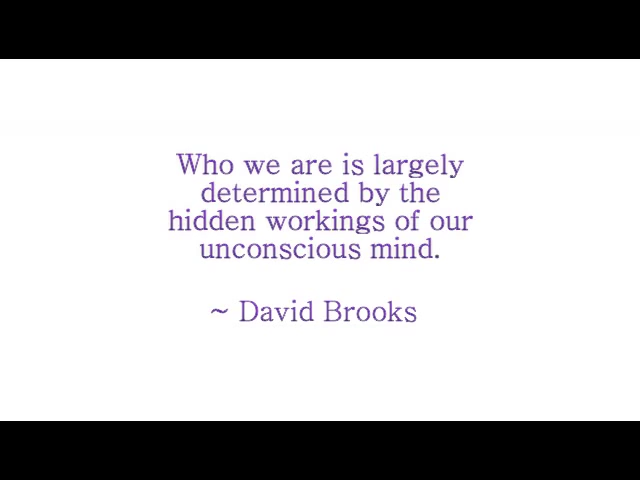 Who we are is largely
determined by the
hidden workings of our
unconscious mind.
~ David Brooks